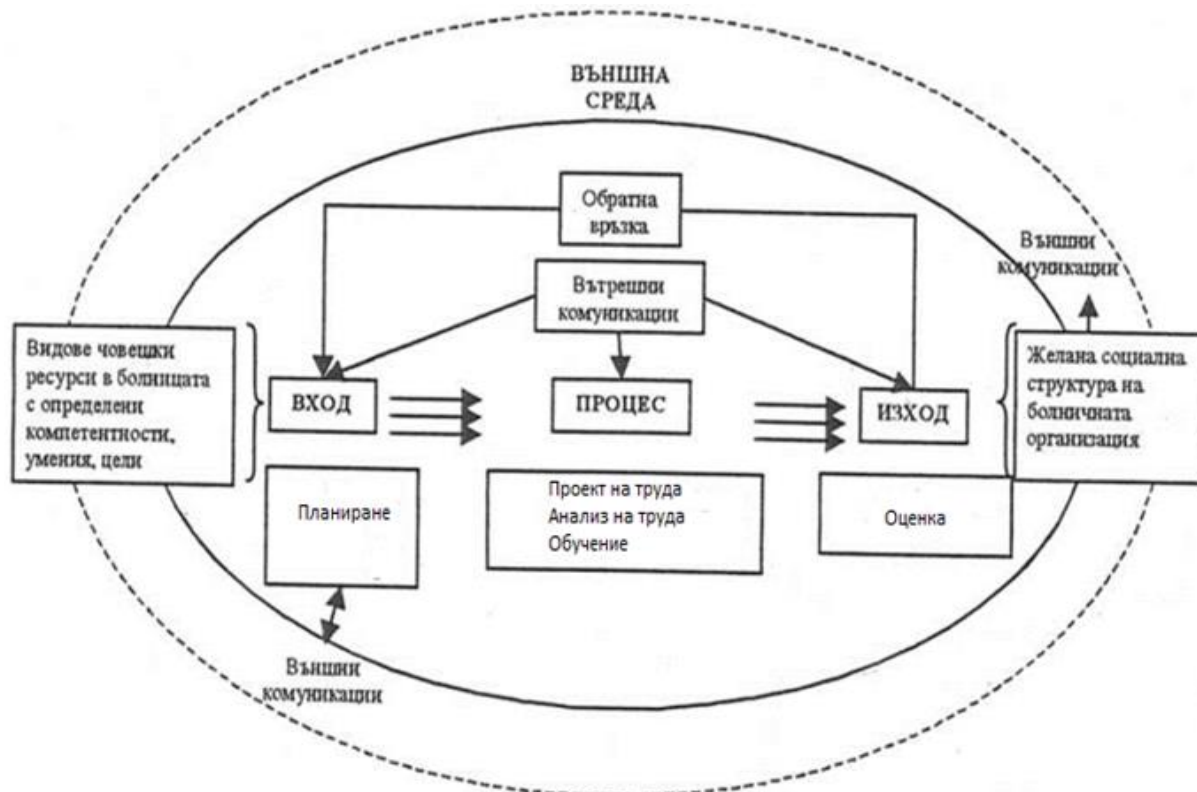 ВЪНШНА
СРЕДА
Обратна
връзка
Външни
комуникации
Вътрешни
комуникации
Видове човешки
ресурси в болницата
с определени
компетентности,
умения, цели
ВХОД
ПРОЦЕС
ИЗХОД
Желана социална
структура на
болничната
организация
Планиране
Проект на труда
Анализ на труда
Обучение
Оценка
Външни
комуникации